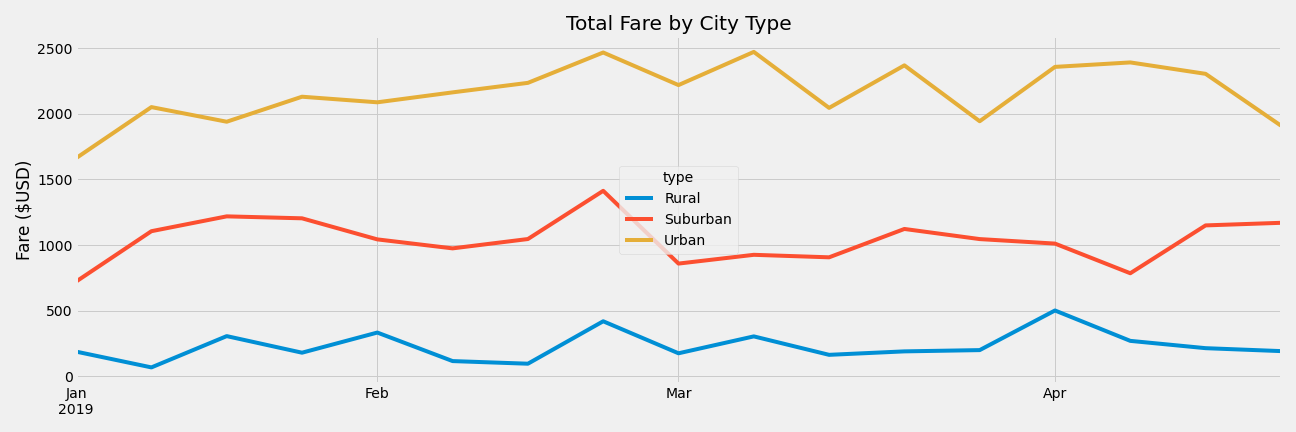 Total Fare by City Type
Fare ($USD)
2500
2000
1500
1000
500
0
type
Rural
Suburban
Urban
Jan Feb Mar Apr
2019